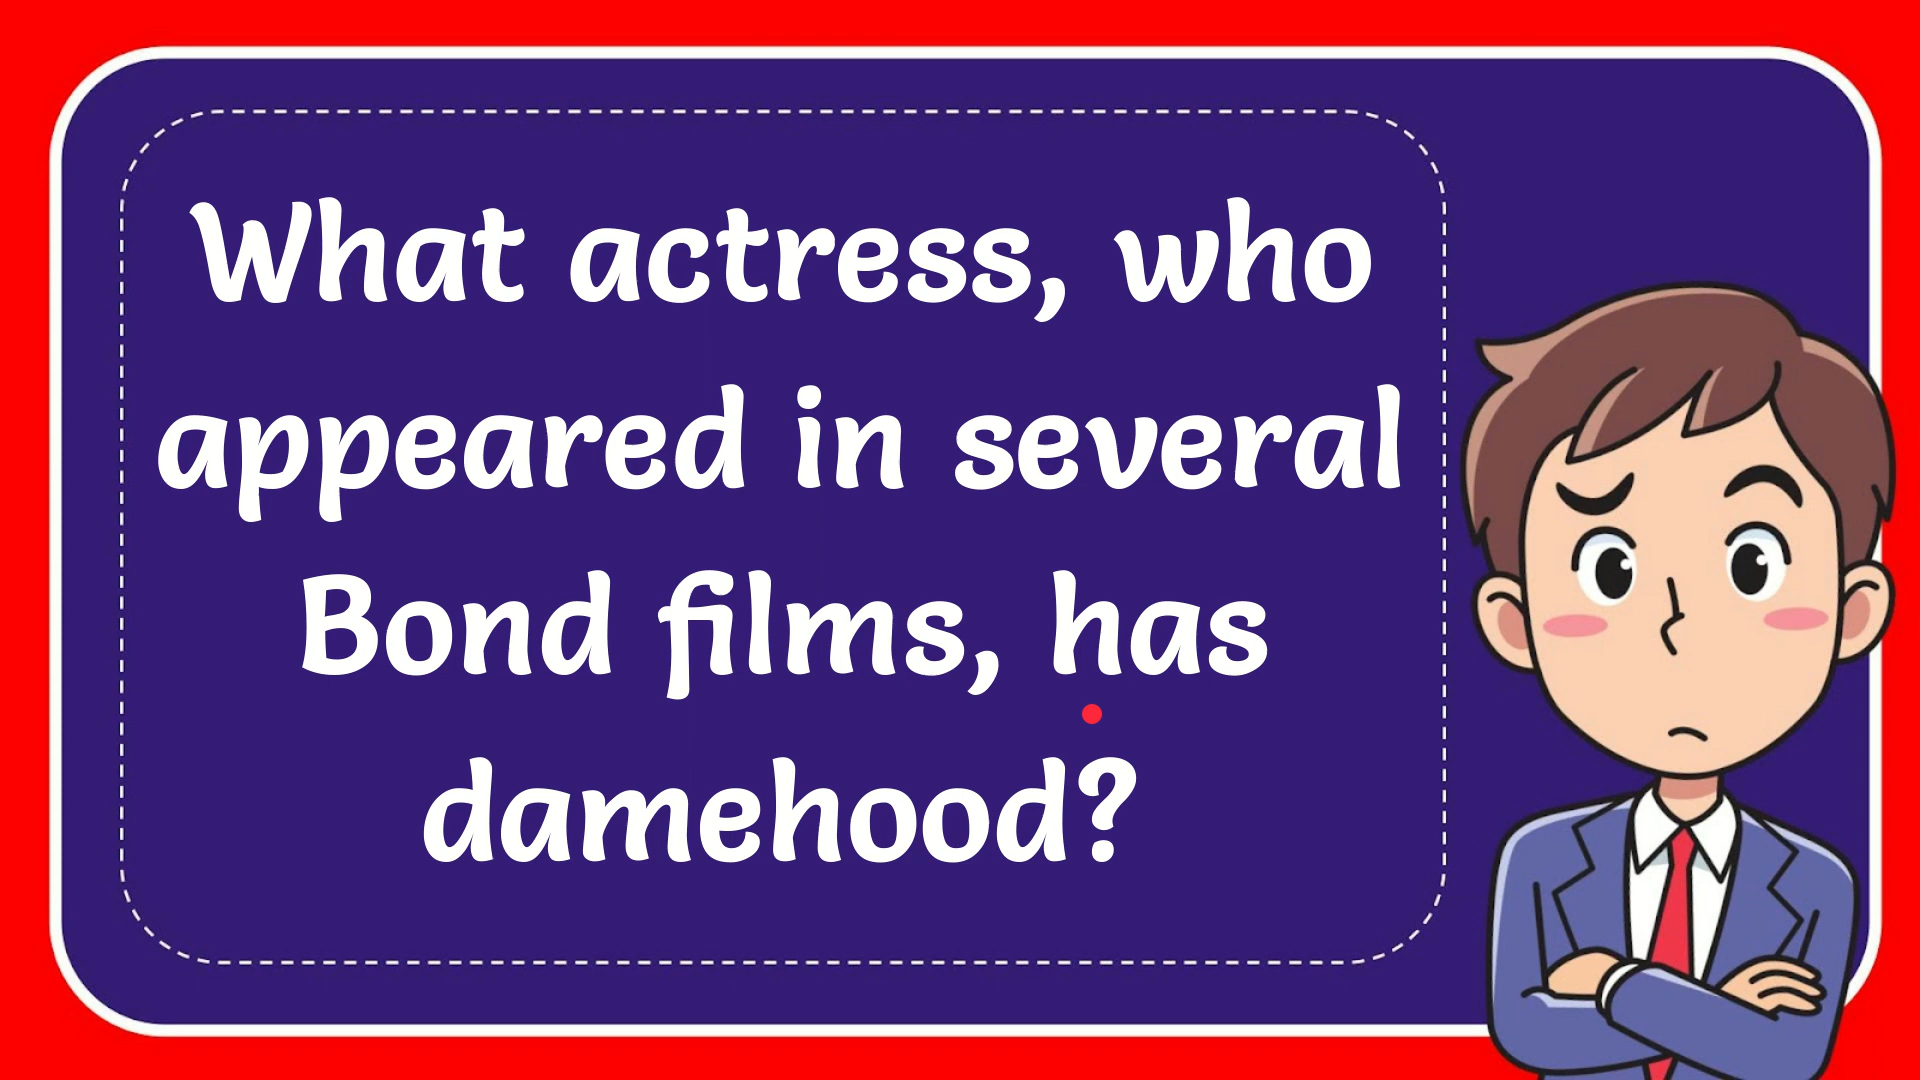 What actress, who
appeared in several
Bond films, has
damehood?